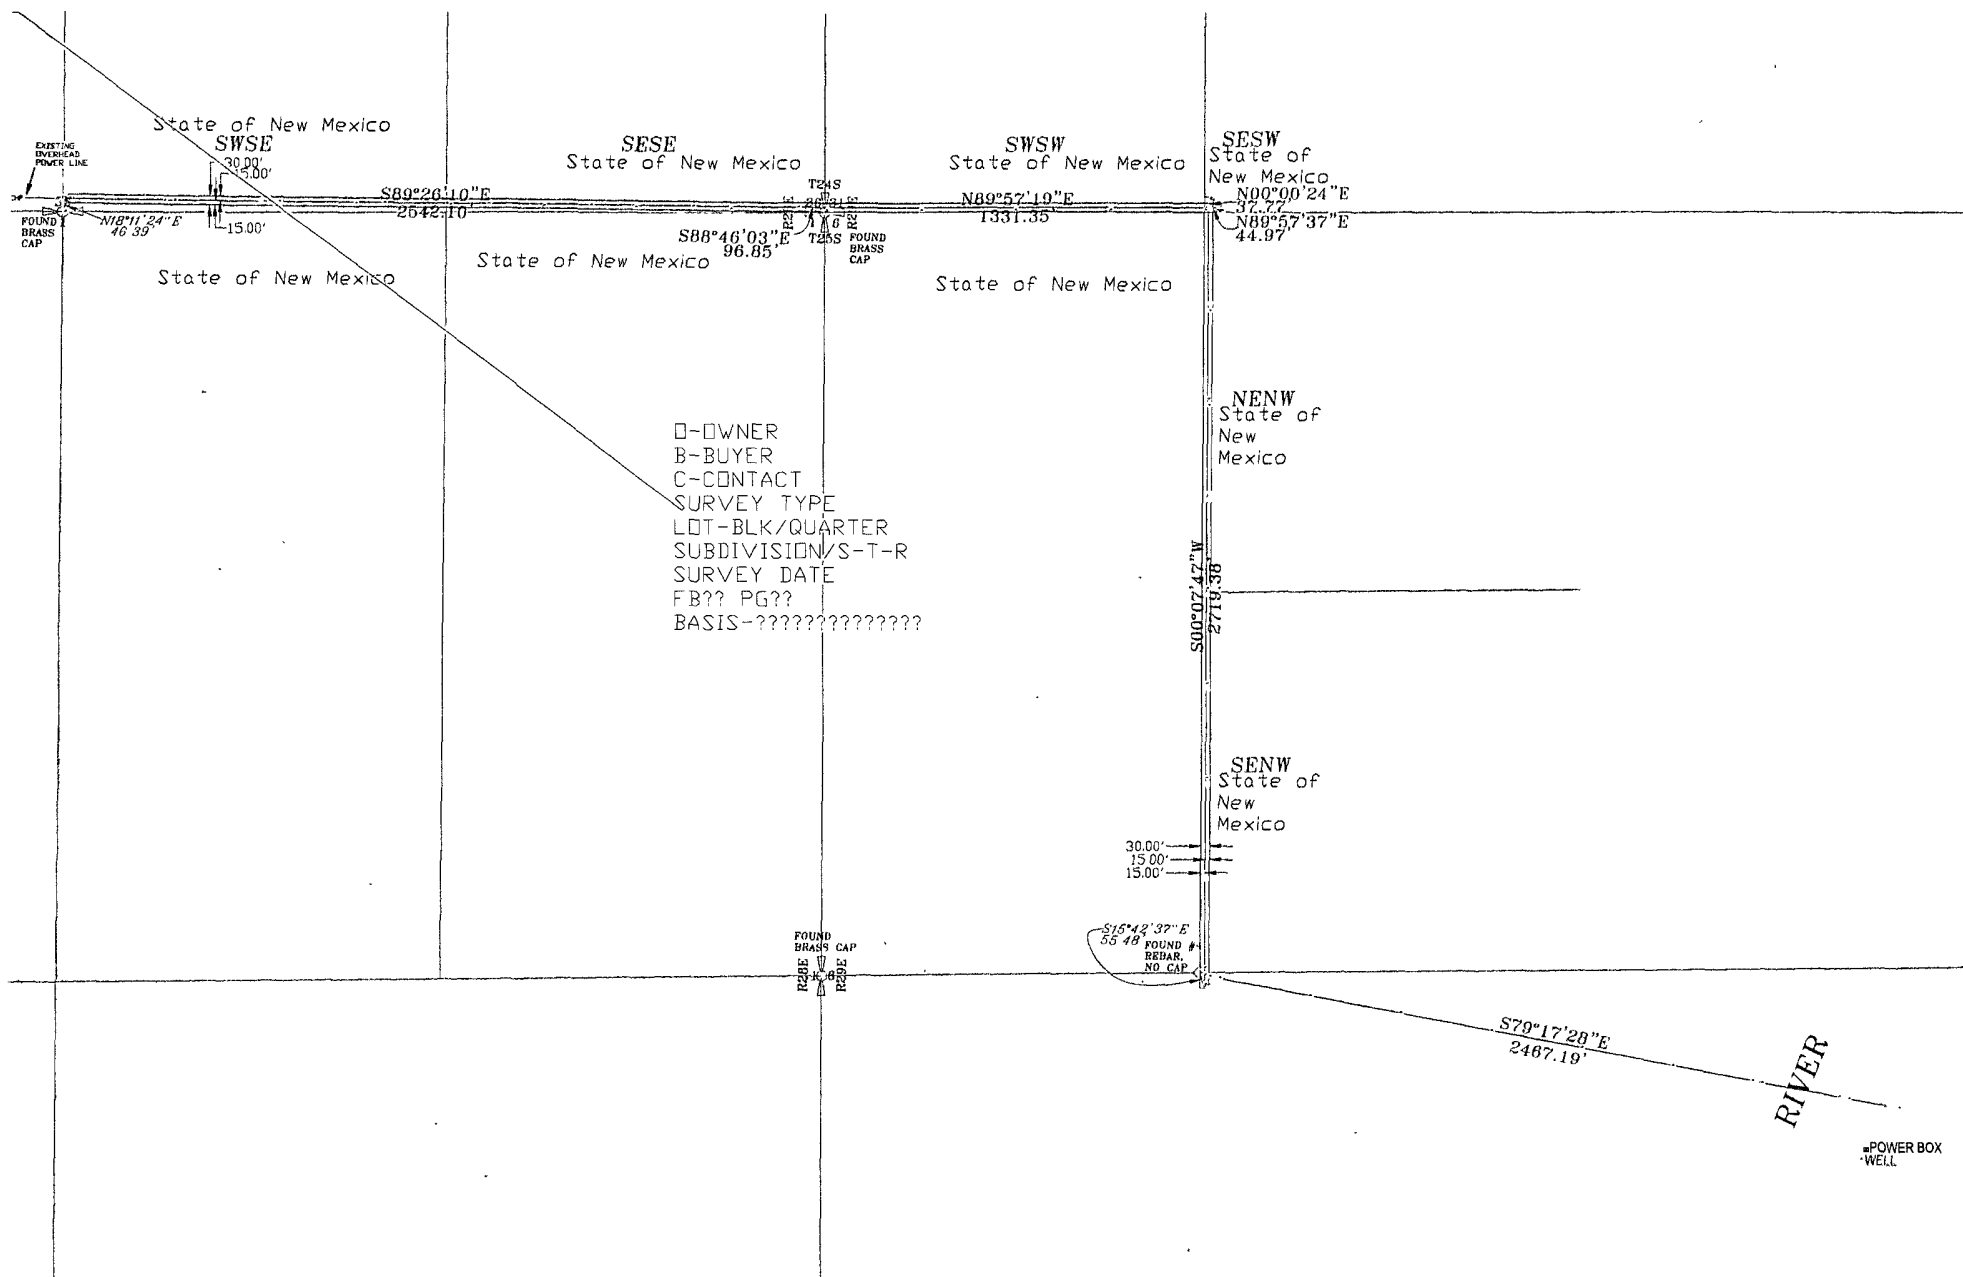 State of New Mexico
SWSE
EXISTING
OVERHEAD
POWER LINE
30.00'
15.00'
15.00'
S89°26'10"E
2542.10
FOUND
BRASS
CAP
N18°11'24"E
46.39'
State of New Mexico
SESE
State of New Mexico
S88°46'03"E
96.85'
State of New Mexico
T24S
36 31
1 6
T25S
FOUND
BRASS
CAP
SWSW
State of New Mexico
N89°57'19"E
1331.35'
State of New Mexico
SESW
State of
New Mexico
N00°00'24"E
37.77'
N89°57'37"E
44.97'
NENW
State of
New
Mexico
O-OWNER
B-BUYER
C-CONTACT
SURVEY TYPE
LOT-BLK/QUARTER
SUBDIVISION/S-T-R
SURVEY DATE
FB?? PG??
BASIS-??????????????
S00°07'47"W
2719.38'
SENW
State of
New
Mexico
30.00'
15.00'
15.00'
S15°42'37"E
55.48'
FOUND
REBAR,
NO CAP
FOUND
BRASS CAP
R28E
R29E
S79°17'28"E
2467.19'
RIVER
POWER BOX
WELL